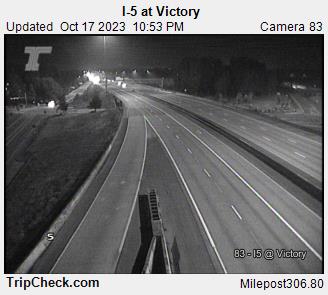 I-5 at Victory
Updated Oct 17 2023 10:53 PM Camera 83
T
S
83 - I5 @ Victory
TripCheck.com Milepost306.80